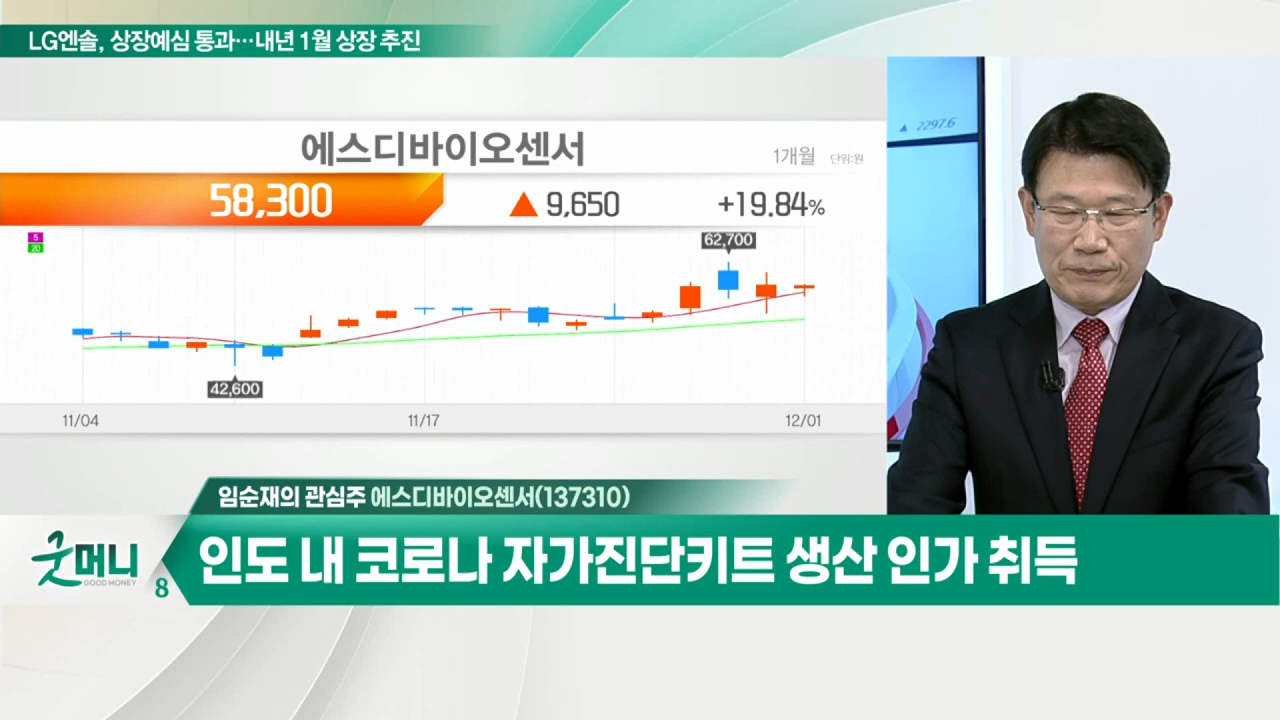 LG엔솔, 상장예심 통과…내년 1월 상장 추진
▲ 2297.6
에스디바이오센서
1개월 단위:원
58,300 ▲ 9,650 +19.84%
5
20
62,700
42,600
11/04 11/17 12/01
임순재의 관심주 에스디바이오센서(137310)
굿머니
GOOD MONEY
8
인도 내 코로나 자가진단키트 생산 인가 취득